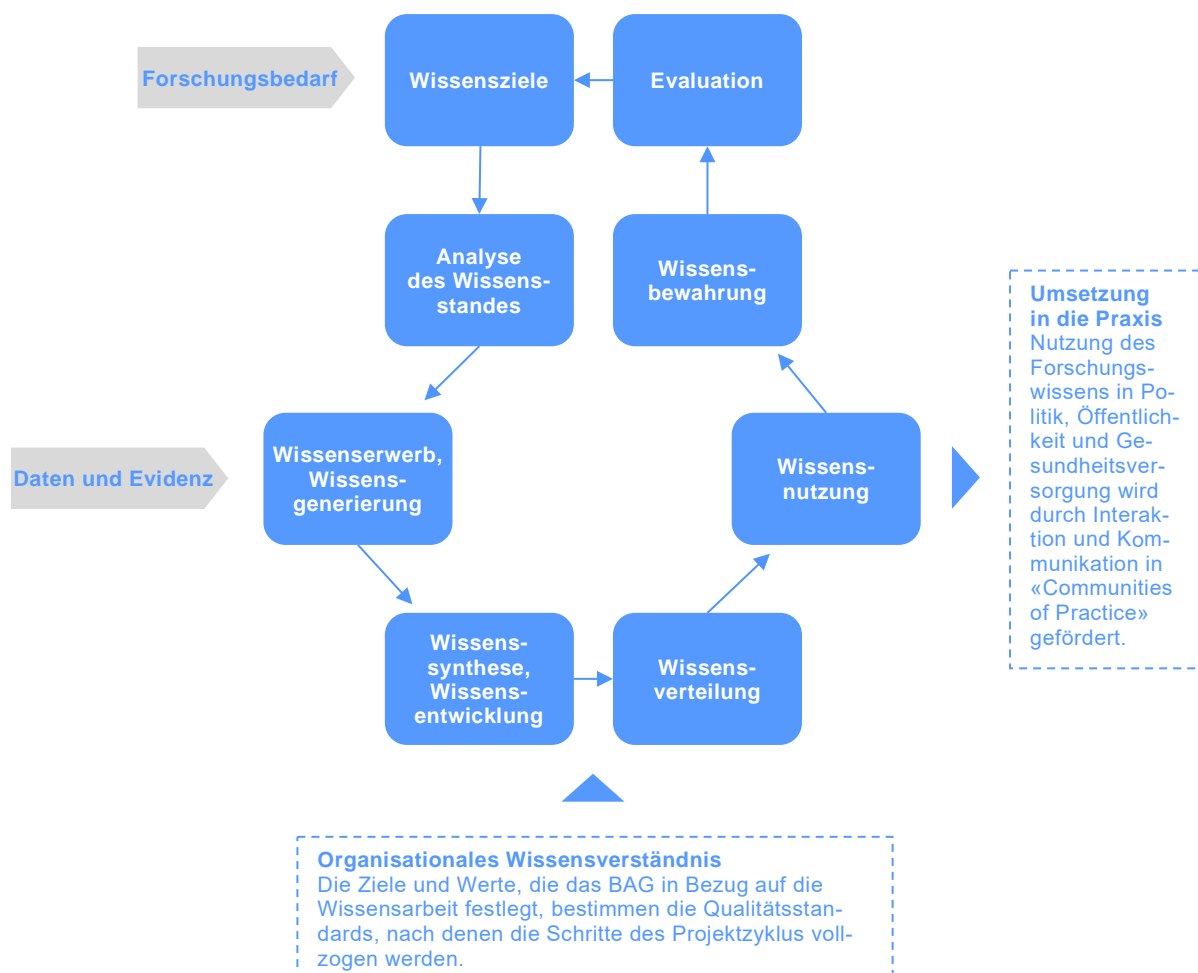 Forschungsbedarf
Wissensziele
Evaluation
Analyse
des Wissens-
standes
Wissens-
bewahrung
Daten und Evidenz
Wissenserwerb,
Wissens-
generierung
Wissens-
nutzung
Umsetzung
in die Praxis
Nutzung des
Forschungs-
wissens in Po-
litik, Öffentlich-
keit und Ge-
sundheitsver-
sorgung wird
durch Interak-
tion und Kom-
munikation in
«Communities
of Practice»
gefördert.
Wissens-
synthese,
Wissens-
entwicklung
Wissens-
verteilung
Organisationales Wissensverständnis
Die Ziele und Werte, die das BAG in Bezug auf die
Wissensarbeit festlegt, bestimmen die Qualitätsstan-
dards, nach denen die Schritte des Projektzyklus voll-
zogen werden.